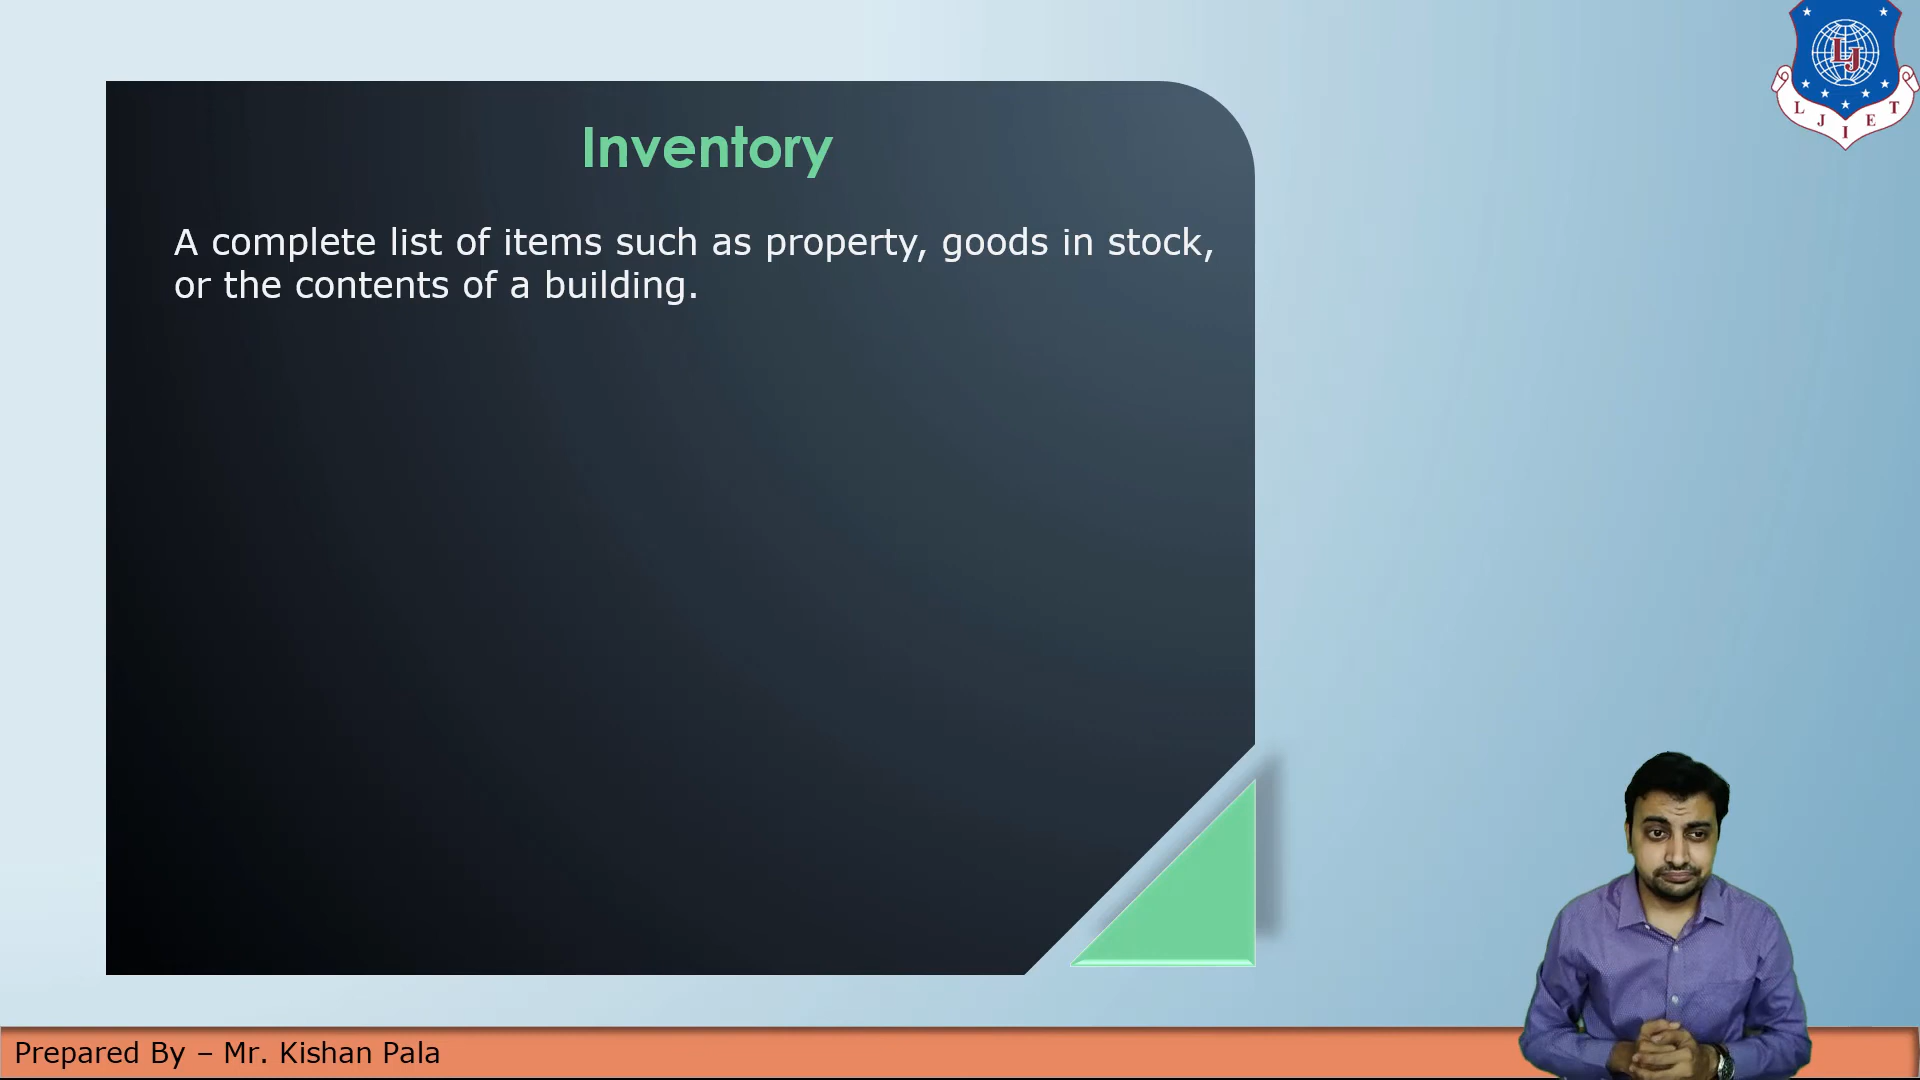 LJ
L J I E T
Inventory
A complete list of items such as property, goods in stock,
or the contents of a building.
Prepared By – Mr. Kishan Pala